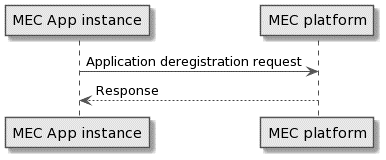 MEC App instance
MEC platform
Application deregistration request
Response
MEC App instance
MEC platform